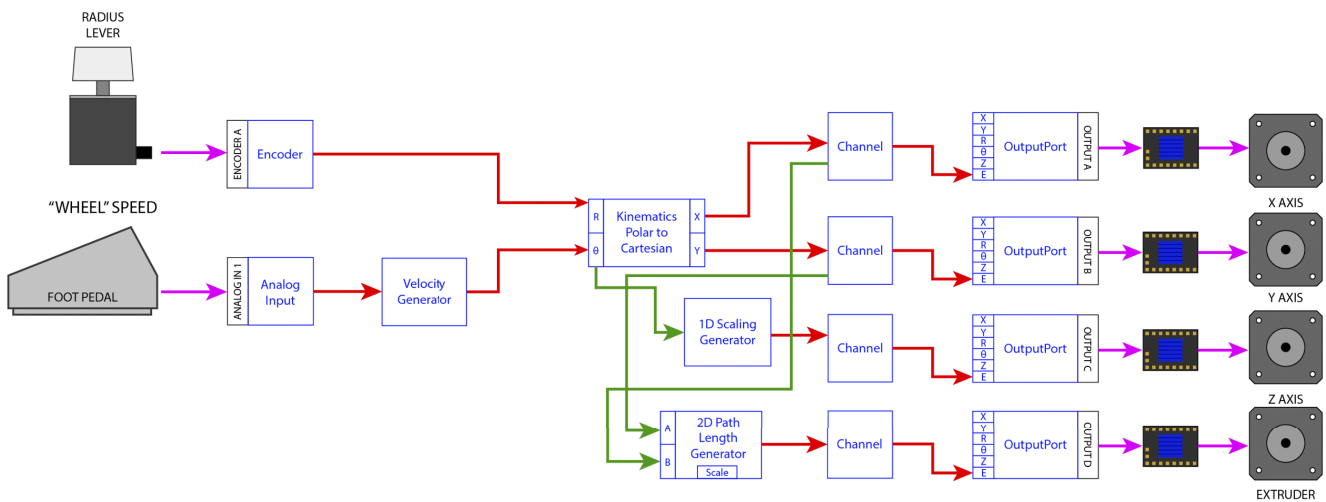 RADIUS
LEVER
ENCODER A
Encoder
"WHEEL" SPEED
FOOT PEDAL
ANALOG IN 1
Analog
Input
Velocity
Generator
R
θ
Kinematics
Polar to
Cartesian
X
Y
1D Scaling
Generator
A
B
2D Path
Length
Generator
Scale
Channel
X
Y
R
θ
Z
E
OutputPort
OUTPUT A
X AXIS
Channel
X
Y
R
θ
Z
E
OutputPort
OUTPUT B
Y AXIS
Channel
X
Y
R
θ
Z
E
OutputPort
OUTPUT C
Z AXIS
Channel
X
Y
R
θ
Z
E
OutputPort
OUTPUT D
EXTRUDER